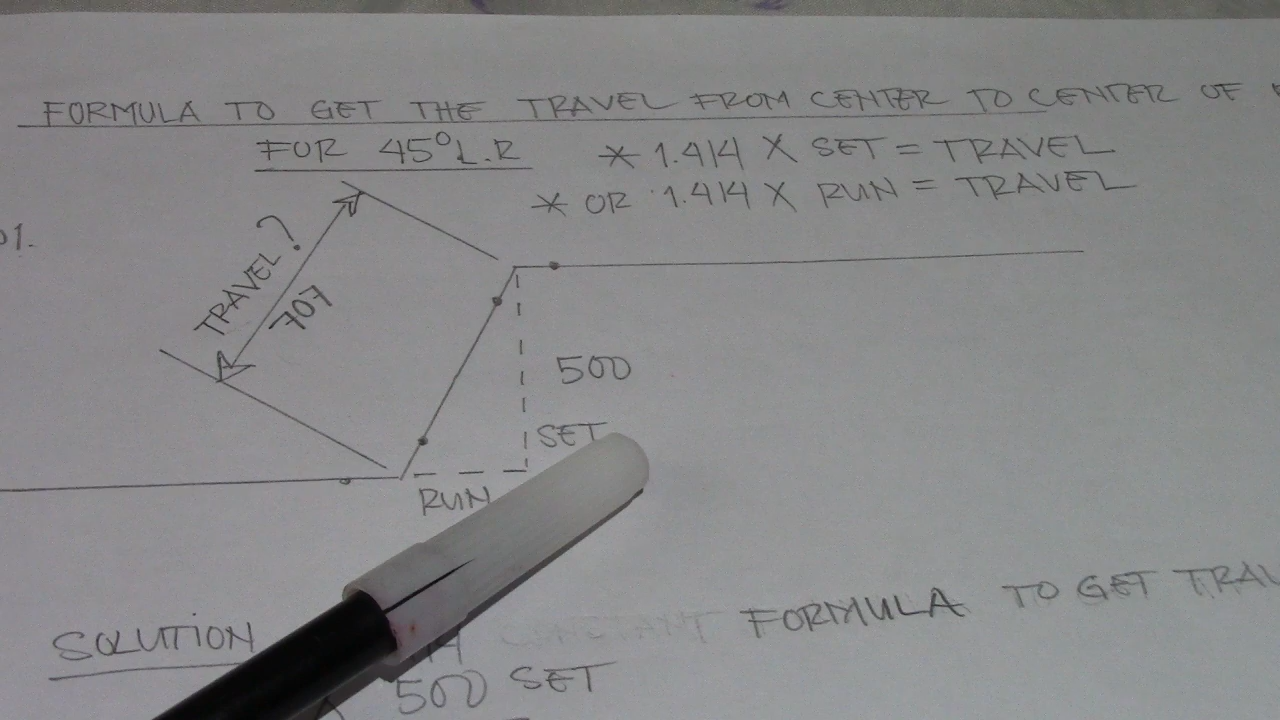 FORMULA TO GET THE TRAVEL FROM CENTER TO CENTER OF
FOR 45° L.R
* 1.414 X SET = TRAVEL
* OR 1.414 X RUN = TRAVEL
TRAVEL?
707
500
SET
RUN
SOLUTION
CONSTANT FORMULA TO GET
500 SET